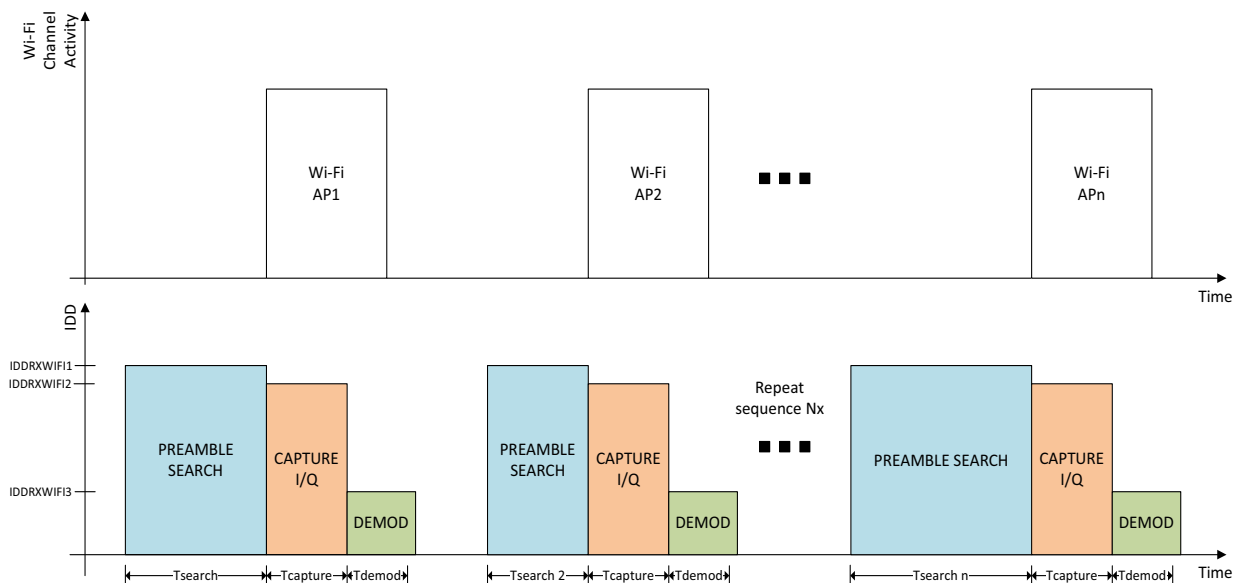 Wi-Fi
Channel
Activity
Wi-Fi
AP1
Wi-Fi
AP2
Wi-Fi
APn
Time
IDD
IDDRXWIFI1
IDDRXWIFI2
IDDRXWIFI3
PREAMBLE
SEARCH
CAPTURE
I/Q
DEMOD
PREAMBLE
SEARCH
CAPTURE
I/Q
DEMOD
Repeat
sequence Nx
PREAMBLE SEARCH
CAPTURE
I/Q
DEMOD
Tsearch
Tcapture
Tdemod
Tsearch 2
Tcapture
Tdemod
Tsearch n
Tcapture
Tdemod
Time